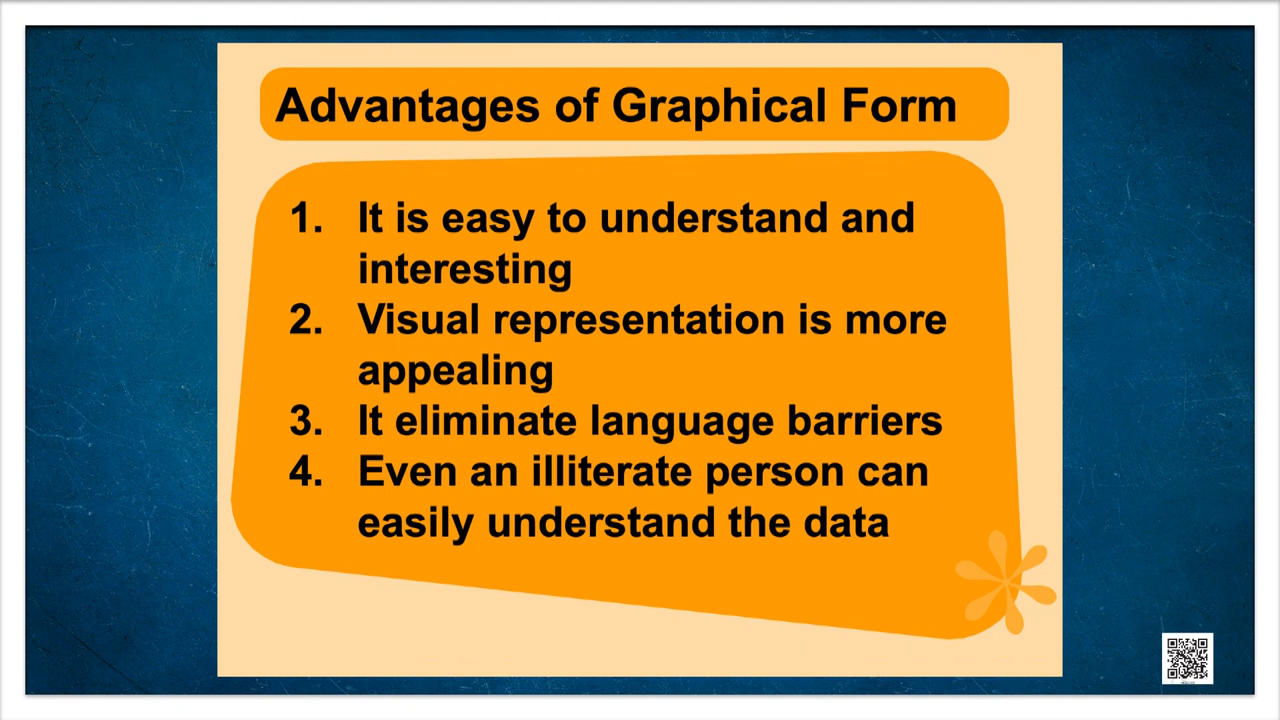 Advantages of Graphical Form
1. It is easy to understand and
interesting
2. Visual representation is more
appealing
3. It eliminate language barriers
4. Even an illiterate person can
easily understand the data